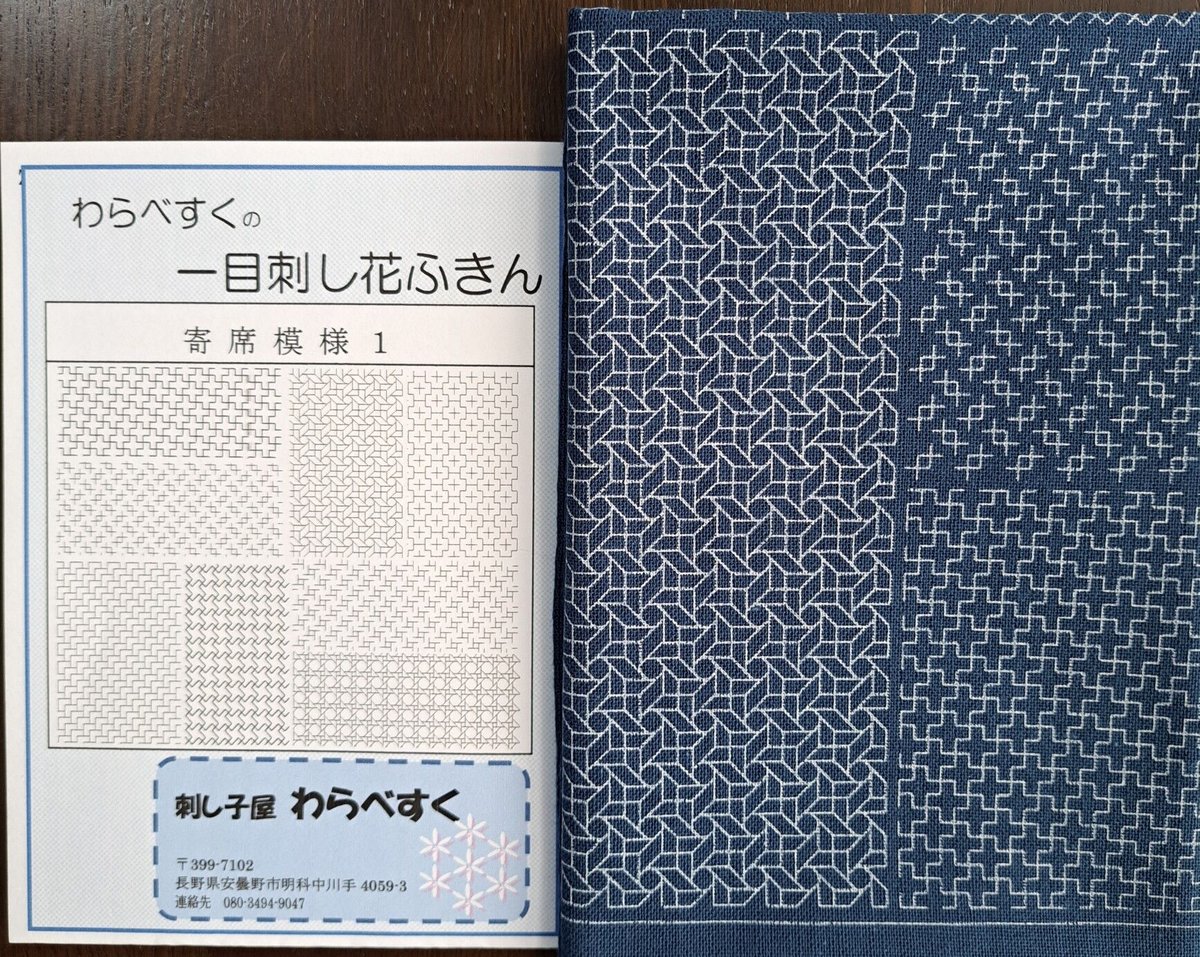 わらべすくの
一目刺し花ふきん
寄席模様1
刺し子屋 わらべすく
〒399-7102
長野県安曇野市明科中川手 4059-3
連絡先 080-3494-9047